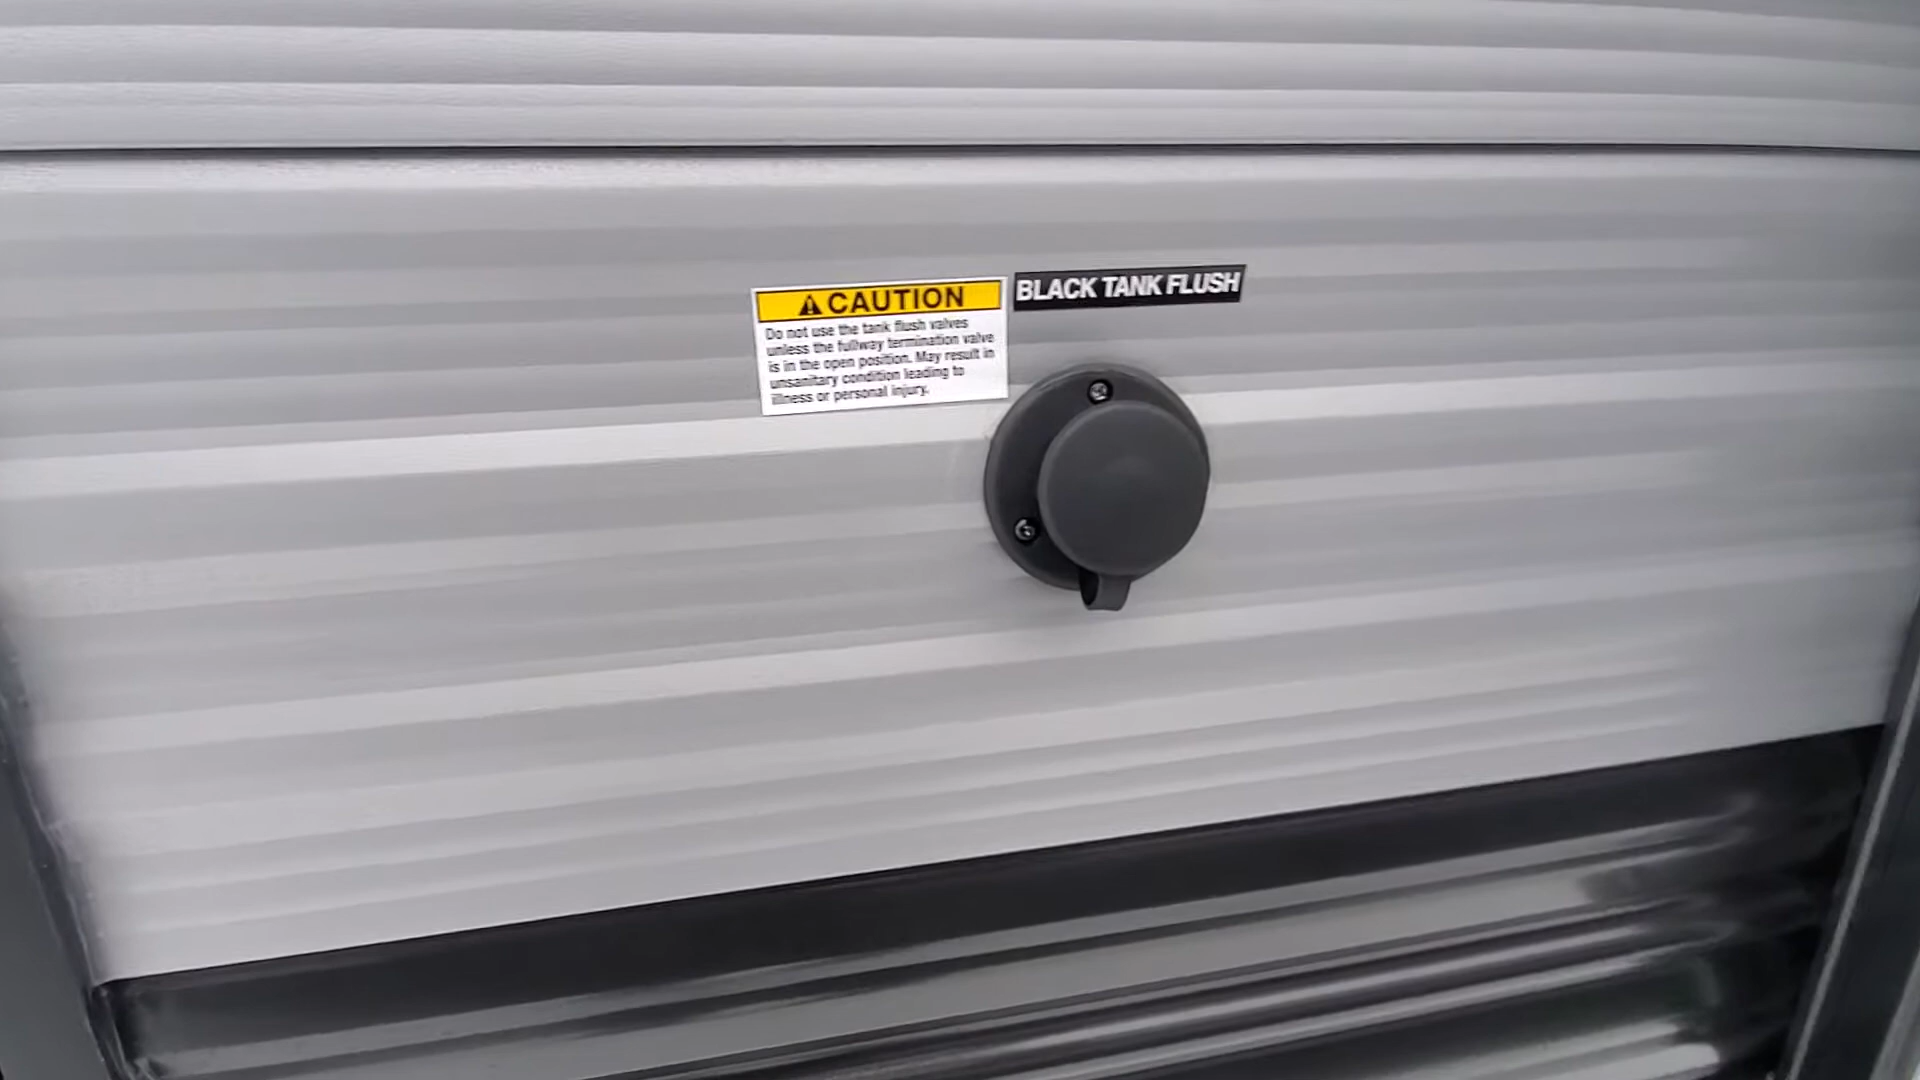 CAUTION
Do not use the tank flush valves
unless the fullway termination valve
is in the open position. May result in
unsanitary condition leading to
illness or personal injury.
BLACK TANK FLUSH